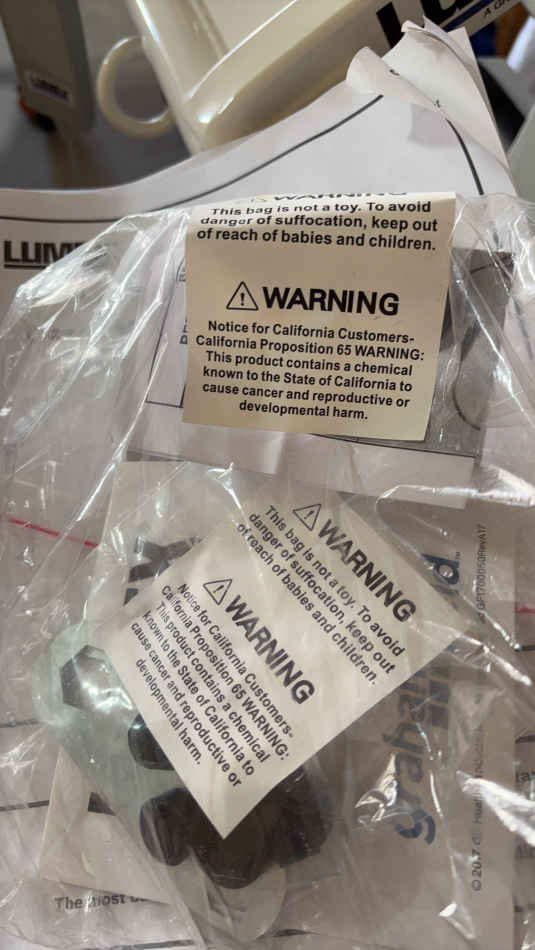 LUMEX
WARNING
This bag is not a toy. To avoid
danger of suffocation, keep out
of reach of babies and children.
WARNING
Notice for California Customers-
California Proposition 65 WARNING:
This product contains a chemical
known to the State of California to
cause cancer and reproductive or
developmental harm.
WARNING
This bag is not a toy. To avoid
danger of suffocation, keep out
of reach of babies and children.
WARNING
Notice for California Customers-
California Proposition 65 WARNING:
This product contains a chemical
known to the State of California to
cause cancer and reproductive or
developmental harm.
The most